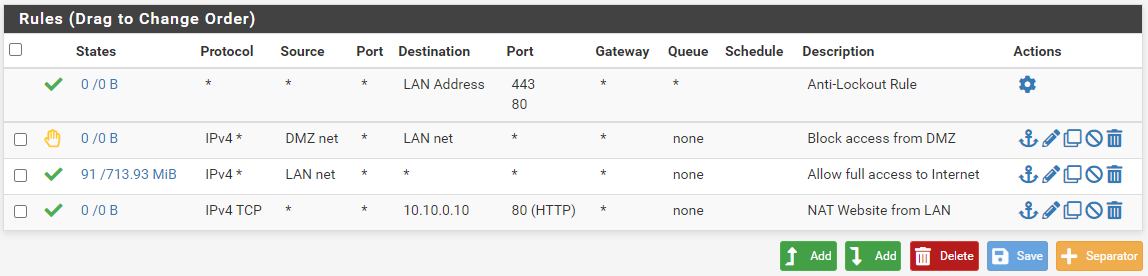 Rules (Drag to Change Order)
States Protocol Source Port Destination Port Gateway Queue Schedule Description Actions
0 /0 B * * * LAN Address 443 * * Anti-Lockout Rule
80
0 /0 B IPv4 * DMZ net * LAN net * * none Block access from DMZ
91 /713.93 MiB IPv4 * LAN net * * * * none Allow full access to Internet
0 /0 B IPv4 TCP * * 10.10.0.10 80 (HTTP) * none NAT Website from LAN
Add Add Delete Save Separator